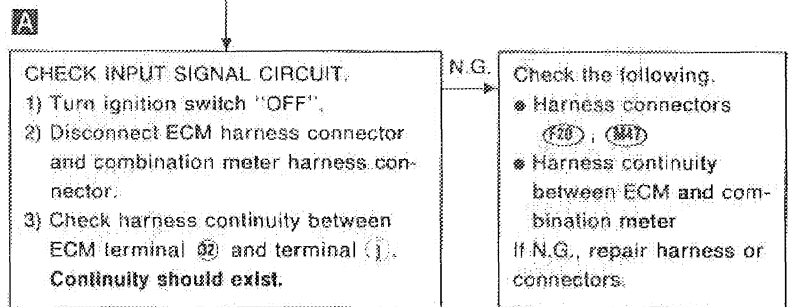 A
CHECK INPUT SIGNAL CIRCUIT.
1) Turn ignition switch "OFF".
2) Disconnect ECM harness connector
and combination meter harness con-
nector.
3) Check harness continuity between
ECM terminal and terminal
Continuity should exist.
N.G.
Check the following.
• Harness connectors
F28 , M47
• Harness continuity
between ECM and com-
bination meter
If N.G., repair harness or
connectors.